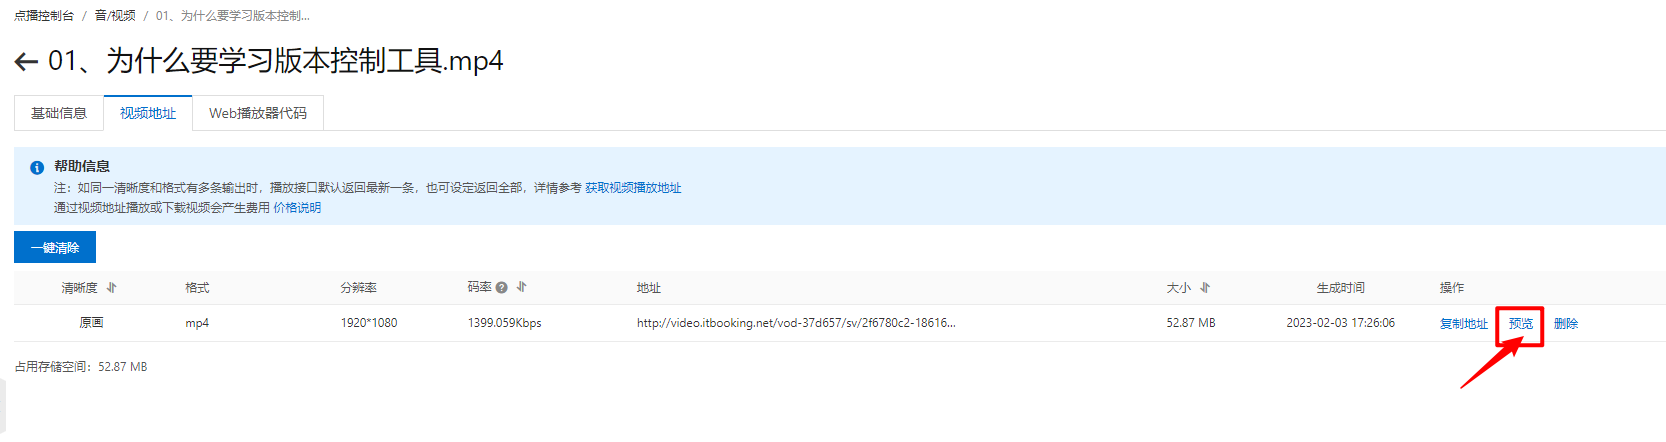 点播控制台 / 音/视频 / 01、为什么要学习版本控制...
01、为什么要学习版本控制工具.mp4
基础信息 视频地址 Web播放器代码
帮助信息
注：如同一清晰度和格式有多条输出时，播放接口默认返回最新一条，也可设定返回全部，详情参考 获取视频播放地址
通过视频地址播放或下载视频会产生费用 价格说明
一键清除
清晰度 格式 分辨率 码率 地址 大小 生成时间 操作
原画 mp4 1920*1080 1399.059Kbps http://video.itbooking.net/vod-37d657/sv/2f6780c2-18616... 52.87 MB 2023-02-03 17:26:06 复制地址 预览 删除
占用存储空间：52.87 MB